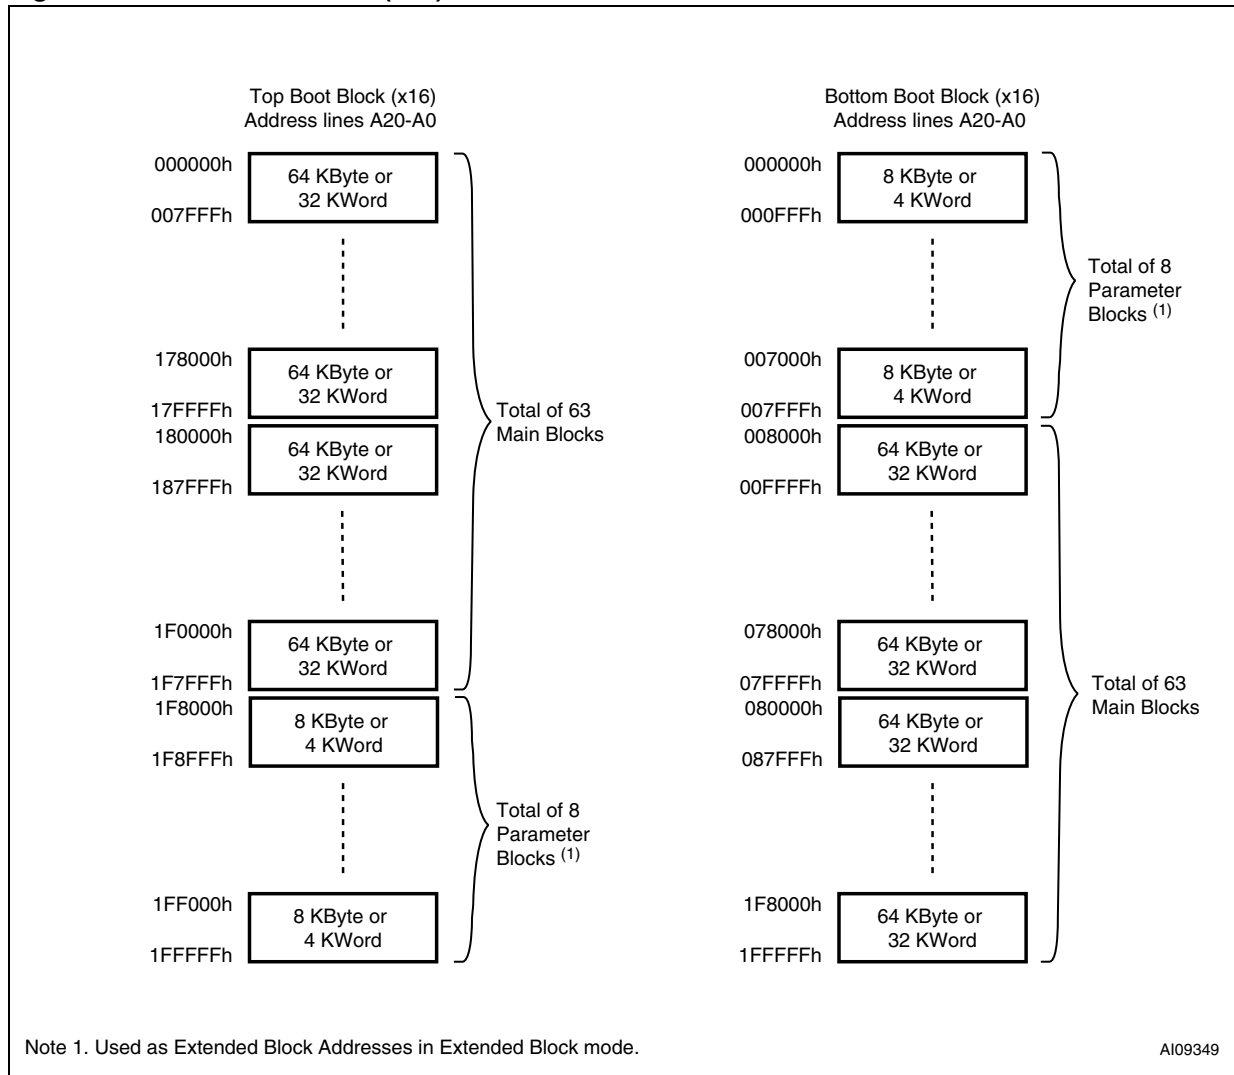 Top Boot Block (x16)
Address lines A20-A0
000000h
64 KByte or
32 KWord
007FFFh
178000h
64 KByte or
32 KWord
17FFFFh
180000h
64 KByte or
32 KWord
187FFFh
Total of 63
Main Blocks
1F0000h
64 KByte or
32 KWord
1F7FFFh
1F8000h
8 KByte or
4 KWord
1F8FFFh
Total of 8
Parameter
Blocks (1)
1FF000h
8 KByte or
4 KWord
1FFFFFh
Bottom Boot Block (x16)
Address lines A20-A0
000000h
8 KByte or
4 KWord
000FFFh
Total of 8
Parameter
Blocks (1)
007000h
8 KByte or
4 KWord
007FFFh
008000h
64 KByte or
32 KWord
00FFFFh
078000h
64 KByte or
32 KWord
07FFFFh
080000h
64 KByte or
32 KWord
087FFFh
Total of 63
Main Blocks
1F8000h
64 KByte or
32 KWord
1FFFFFh
Note 1. Used as Extended Block Addresses in Extended Block mode.
AI09349